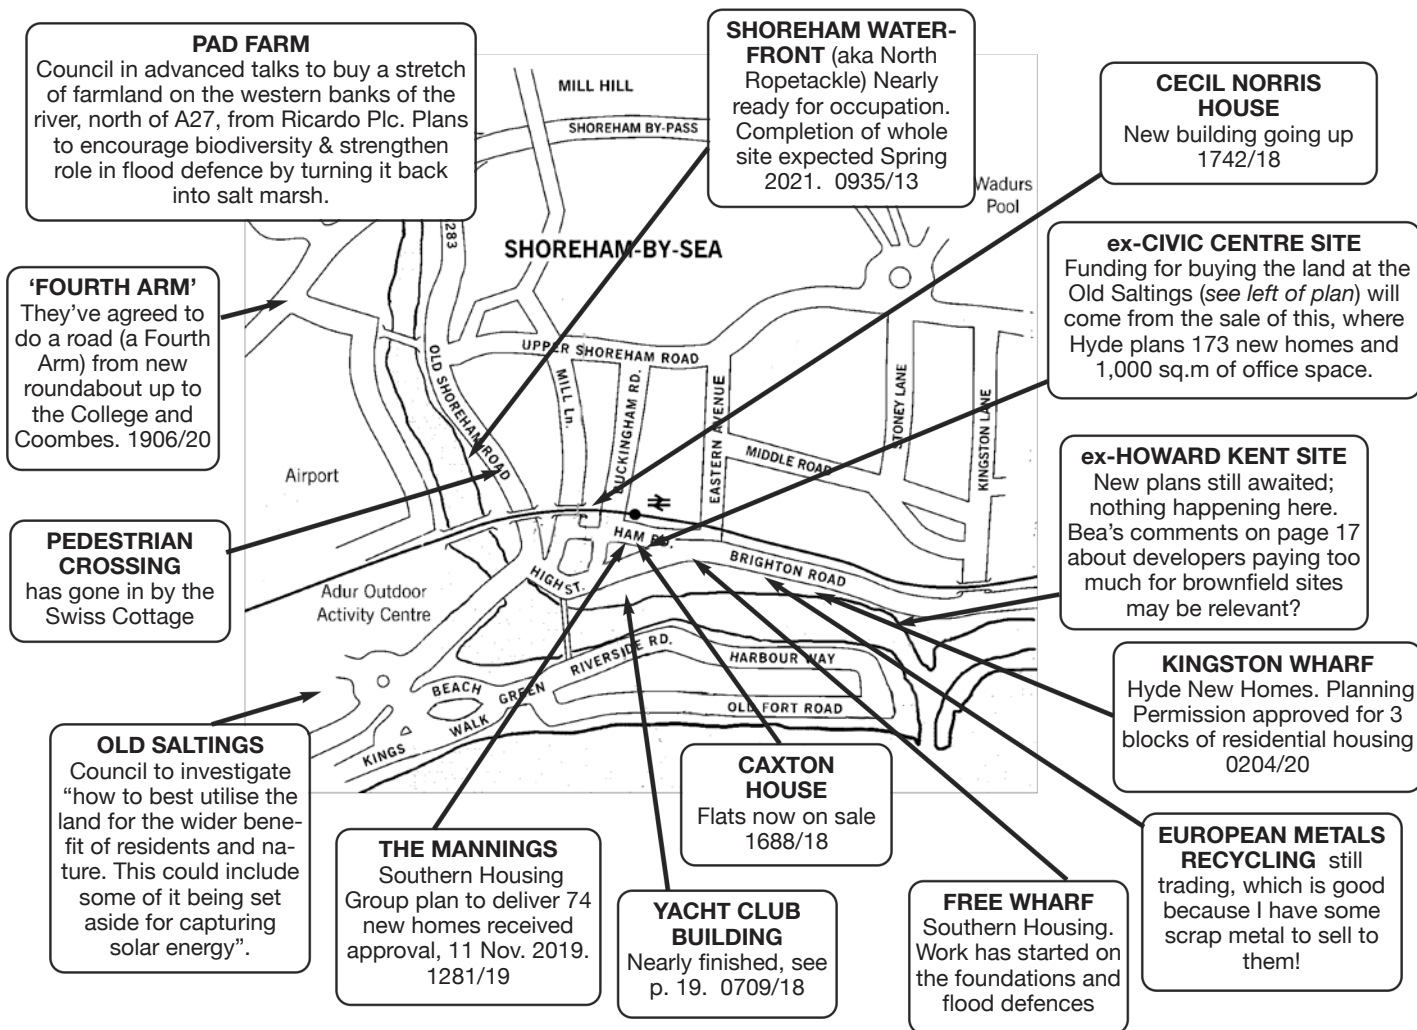 PAD FARM
Council in advanced talks to buy a stretch
of farmland on the western banks of the
river, north of A27, from Ricardo Plc. Plans
to encourage biodiversity & strengthen
role in flood defence by turning it back
into salt marsh.
SHOREHAM WATER-
FRONT (aka North
Ropetackle) Nearly
ready for occupation.
Completion of whole
site expected Spring
2021. 0935/13
CECIL NORRIS
HOUSE
New building going up
1742/18
ex-CIVIC CENTRE SITE
Funding for buying the land at the
Old Saltings (see left of plan) will
come from the sale of this, where
Hyde plans 173 new homes and
1,000 sq.m of office space.
‘FOURTH ARM’
They’ve agreed to
do a road (a Fourth
Arm) from new
roundabout up to
the College and
Coombes. 1906/20
ex-HOWARD KENT SITE
New plans still awaited;
nothing happening here.
Bea’s comments on page 17
about developers paying too
much for brownfield sites
may be relevant?
PEDESTRIAN
CROSSING
has gone in by the
Swiss Cottage
KINGSTON WHARF
Hyde New Homes. Planning
Permission approved for 3
blocks of residential housing
0204/20
OLD SALTINGS
Council to investigate
“how to best utilise the
land for the wider bene-
fit of residents and na-
ture. This could include
some of it being set
aside for capturing
solar energy”.
THE MANNINGS
Southern Housing
Group plan to deliver 74
new homes received
approval, 11 Nov. 2019.
1281/19
CAXTON
HOUSE
Flats now on sale
1688/18
YACHT CLUB
BUILDING
Nearly finished, see
p. 19. 0709/18
FREE WHARF
Southern Housing.
Work has started on
the foundations and
flood defences
EUROPEAN METALS
RECYCLING still
trading, which is good
because I have some
scrap metal to sell to
them!
MILL HILL
SHOREHAM BY-PASS
Wadurs
Pool
283
SHOREHAM-BY-SEA
UPPER SHOREHAM ROAD
OLD SHOREHAM ROAD
MILL Ln.
BUCKINGHAM RD.
EASTERN AVENUE
STONEY LANE
KINGSTON LANE
MIDDLE ROAD
Airport
HAM RD.
BRIGHTON ROAD
HIGH ST.
Adur Outdoor
Activity Centre
RIVERSIDE RD.
HARBOUR WAY
BEACH GREEN
OLD FORT ROAD
KINGS WALK